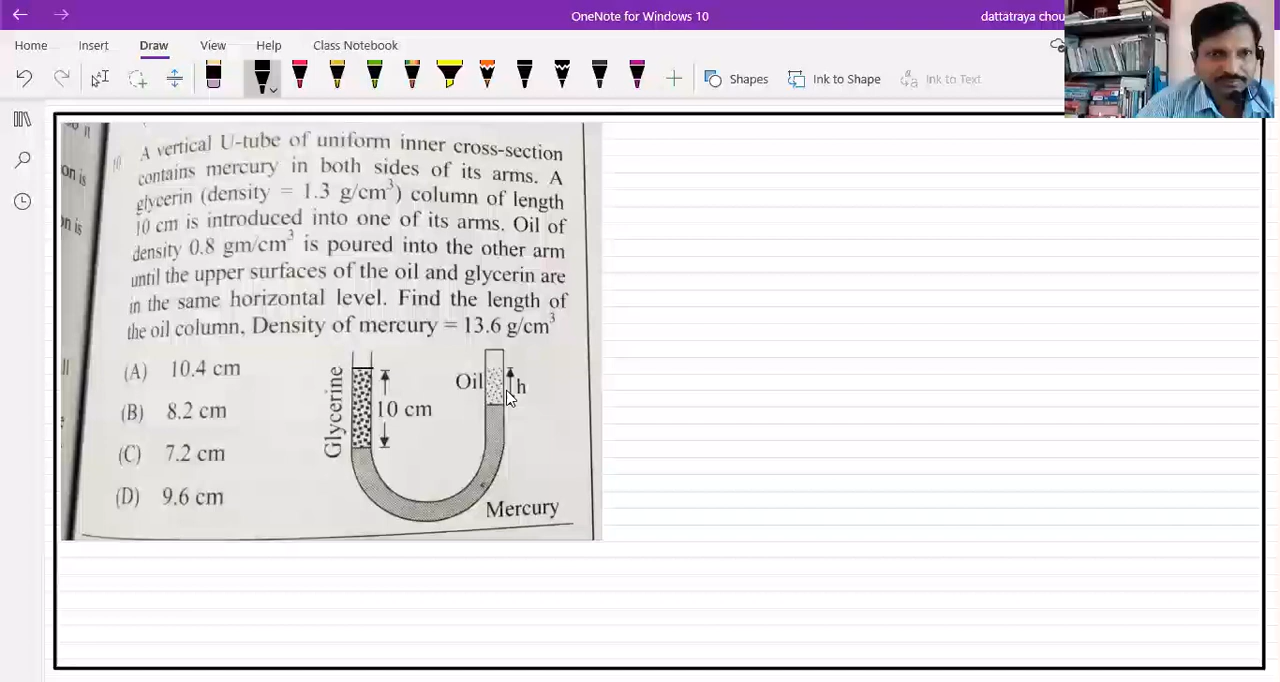 OneNote for Windows 10
dattatraya chou
Home Insert Draw View Help Class Notebook
Shapes Ink to Shape Ink to Text
on is
on is
10 A vertical U-tube of uniform inner cross-section
contains mercury in both sides of its arms. A
glycerin (density = 1.3 g/cm³) column of length
10 cm is introduced into one of its arms. Oil of
density 0.8 gm/cm³ is poured into the other arm
until the upper surfaces of the oil and glycerin are
in the same horizontal level. Find the length of
the oil column. Density of mercury = 13.6 g/cm³
(A) 10.4 cm
(B) 8.2 cm
(C) 7.2 cm
(D) 9.6 cm
Glycerine
10 cm
Oil
h
Mercury